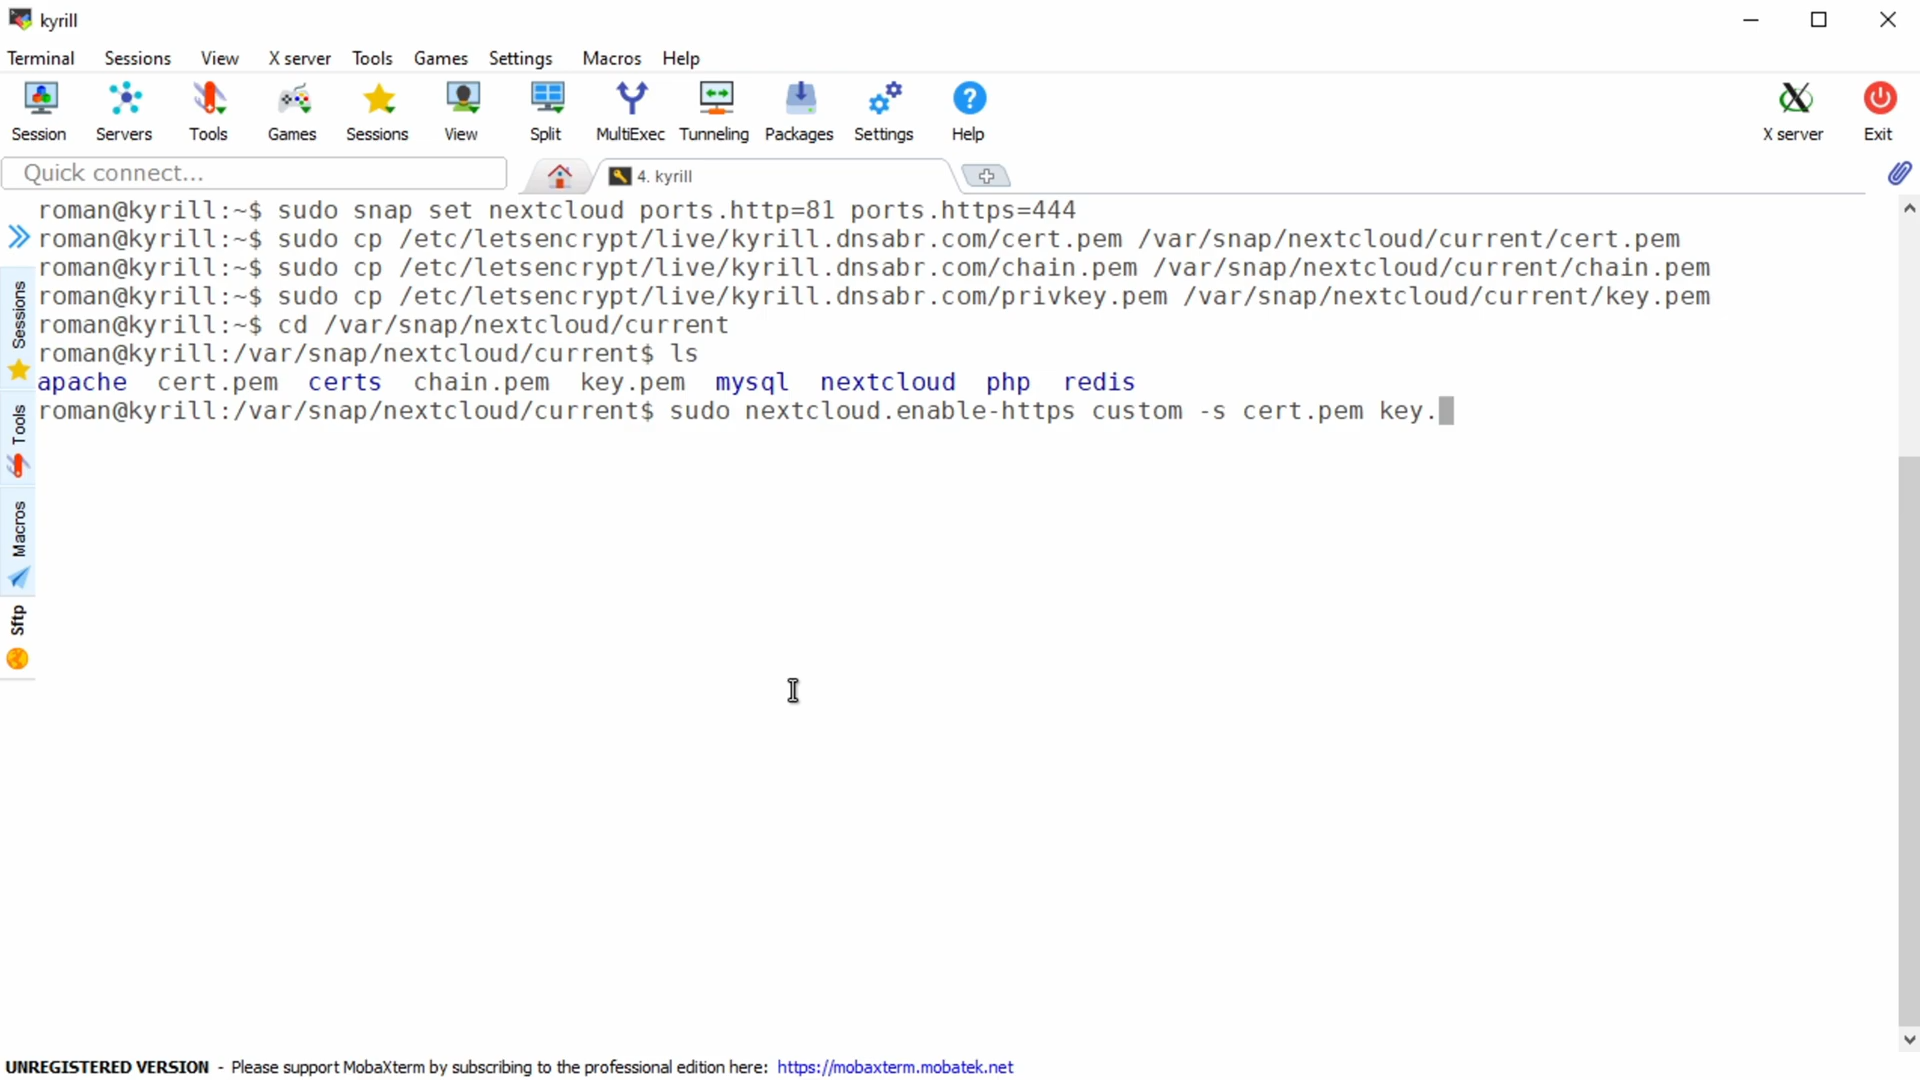 kyrill
Terminal Sessions View X server Tools Games Settings Macros Help
Session Servers Tools Games Sessions View Split MultiExec Tunneling Packages Settings Help X server Exit
Quick connect... 4. kyrill
roman@kyrill:~$ sudo snap set nextcloud ports.http=81 ports.https=444
roman@kyrill:~$ sudo cp /etc/letsencrypt/live/kyrill.dnsabr.com/cert.pem /var/snap/nextcloud/current/cert.pem
roman@kyrill:~$ sudo cp /etc/letsencrypt/live/kyrill.dnsabr.com/chain.pem /var/snap/nextcloud/current/chain.pem
roman@kyrill:~$ sudo cp /etc/letsencrypt/live/kyrill.dnsabr.com/privkey.pem /var/snap/nextcloud/current/key.pem
roman@kyrill:~$ cd /var/snap/nextcloud/current
roman@kyrill:/var/snap/nextcloud/current$ ls
apache cert.pem certs chain.pem key.pem mysql nextcloud php redis
roman@kyrill:/var/snap/nextcloud/current$ sudo nextcloud.enable-https custom -s cert.pem key.
Sessions
Tools
Macros
Sftp
UNREGISTERED VERSION - Please support MobaXterm by subscribing to the professional edition here: https://mobaxterm.mobatek.net